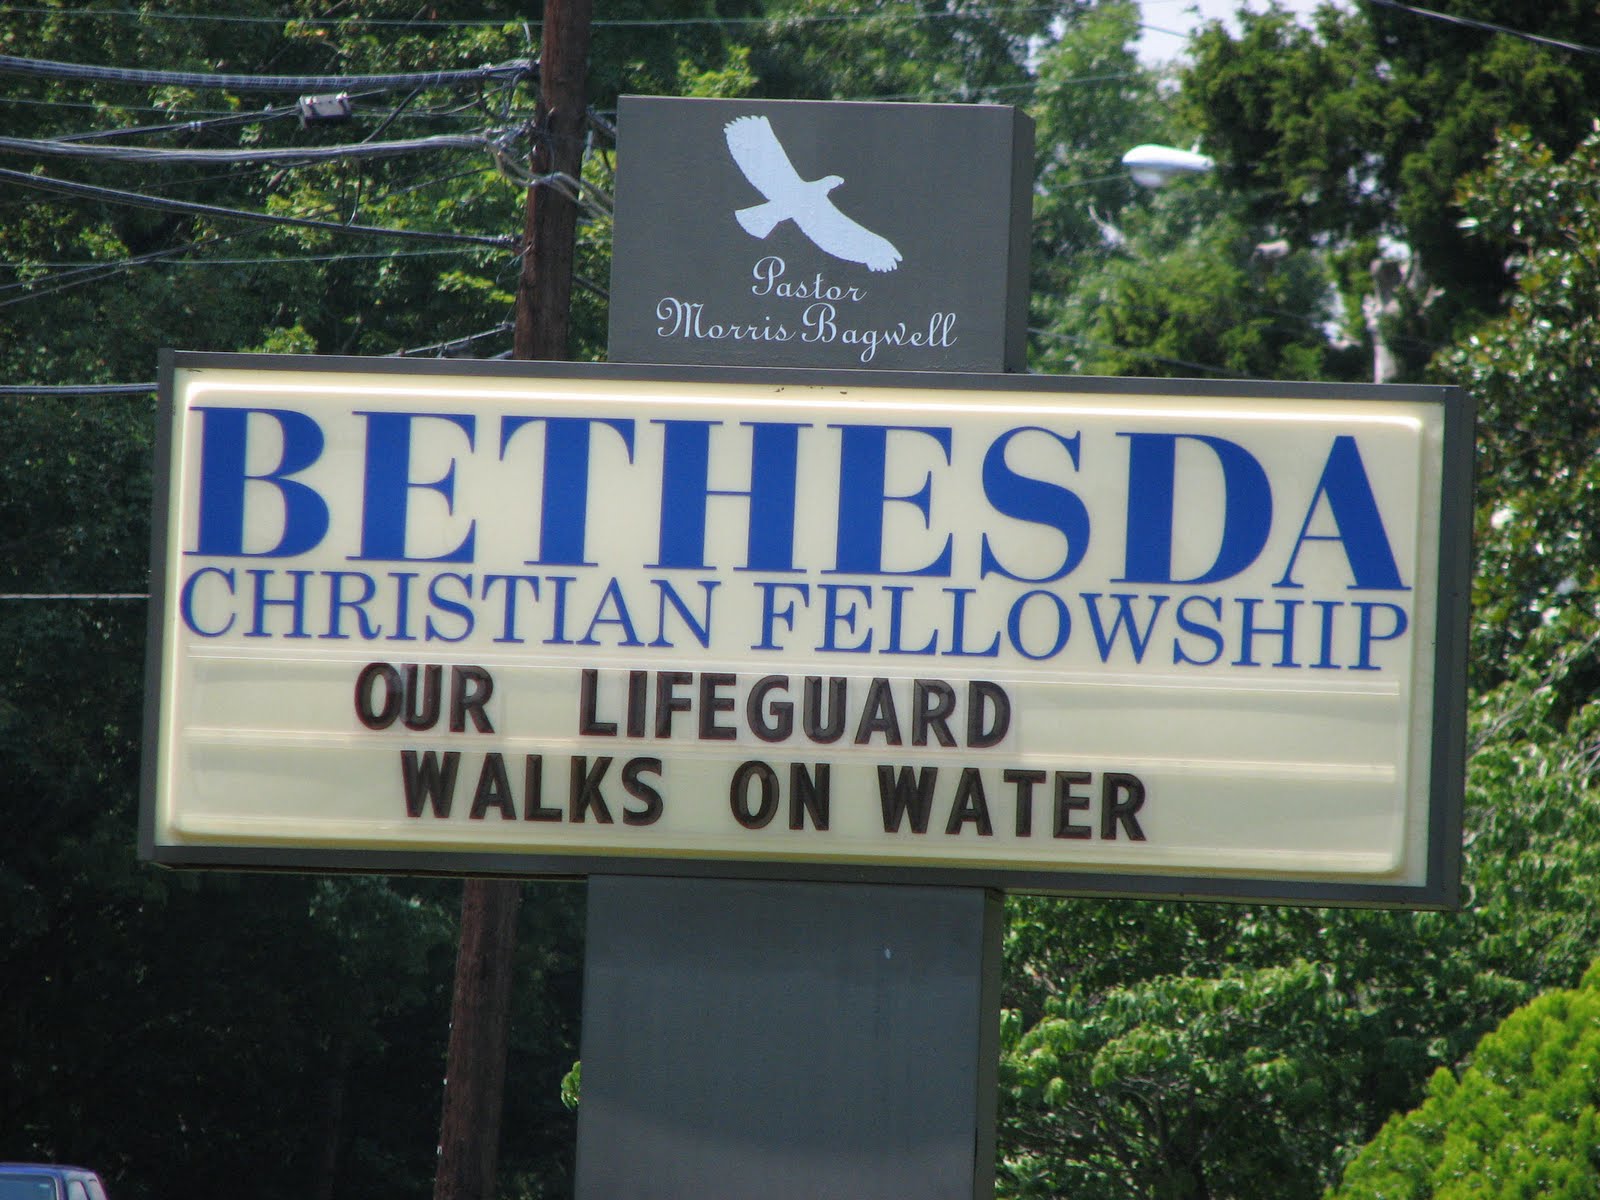 Pastor
Morris Bagwell
BETHESDA
CHRISTIAN FELLOWSHIP
OUR LIFEGUARD
WALKS ON WATER